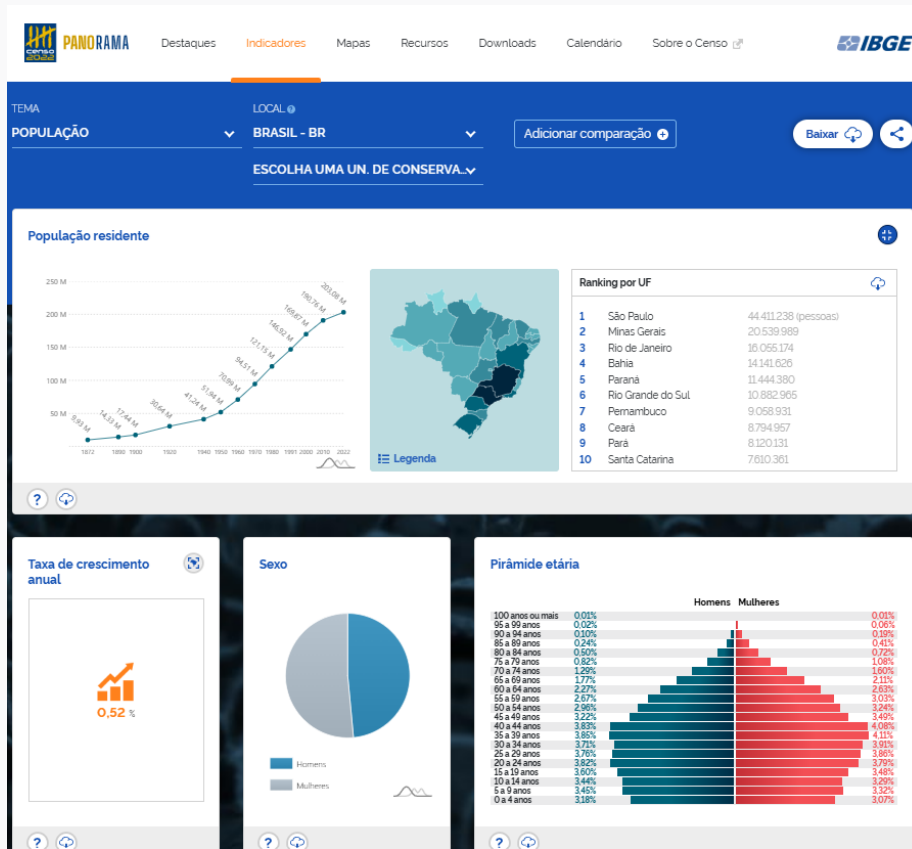 censo
2022
PANORAMA
Destaques
Indicadores
Mapas
Recursos
Downloads
Calendário
Sobre o Censo
IBGE
TEMA
LOCAL
POPULAÇÃO
BRASIL - BR
Adicionar comparação
Baixar
ESCOLHA UMA UN. DE CONSERVA...
População residente
250 M
200 M
150 M
100 M
50 M
9,93 M
14,33 M
17,44 M
30,64 M
41,24 M
51,94 M
70,99 M
94,51 M
121,15 M
146,92 M
169,87 M
190,76 M
203,08 M
1872 1890 1900 1920 1940 1950 1960 1970 1980 1991 2000 2010 2022
Legenda
Ranking por UF
1 São Paulo 44.411.238 (pessoas)
2 Minas Gerais 20.539.989
3 Rio de Janeiro 16.055.174
4 Bahia 14.141.626
5 Paraná 11.444.380
6 Rio Grande do Sul 10.882.965
7 Pernambuco 9.058.931
8 Ceará 8.794.957
9 Pará 8.120.131
10 Santa Catarina 7.610.361
?
Taxa de crescimento
anual
0,52 %
?
Sexo
Homens
Mulheres
?
Pirâmide etária
Homens Mulheres
100 anos ou mais 0,01% 0,01%
95 a 99 anos 0,02% 0,06%
90 a 94 anos 0,10% 0,19%
85 a 89 anos 0,24% 0,41%
80 a 84 anos 0,50% 0,72%
75 a 79 anos 0,82% 1,08%
70 a 74 anos 1,29% 1,60%
65 a 69 anos 1,77% 2,11%
60 a 64 anos 2,27% 2,63%
55 a 59 anos 2,67% 3,03%
50 a 54 anos 2,96% 3,24%
45 a 49 anos 3,22% 3,49%
40 a 44 anos 3,83% 4,08%
35 a 39 anos 3,85% 4,11%
30 a 34 anos 3,71% 3,91%
25 a 29 anos 3,76% 3,86%
20 a 24 anos 3,82% 3,79%
15 a 19 anos 3,60% 3,48%
10 a 14 anos 3,44% 3,29%
5 a 9 anos 3,45% 3,32%
0 a 4 anos 3,18% 3,07%
?